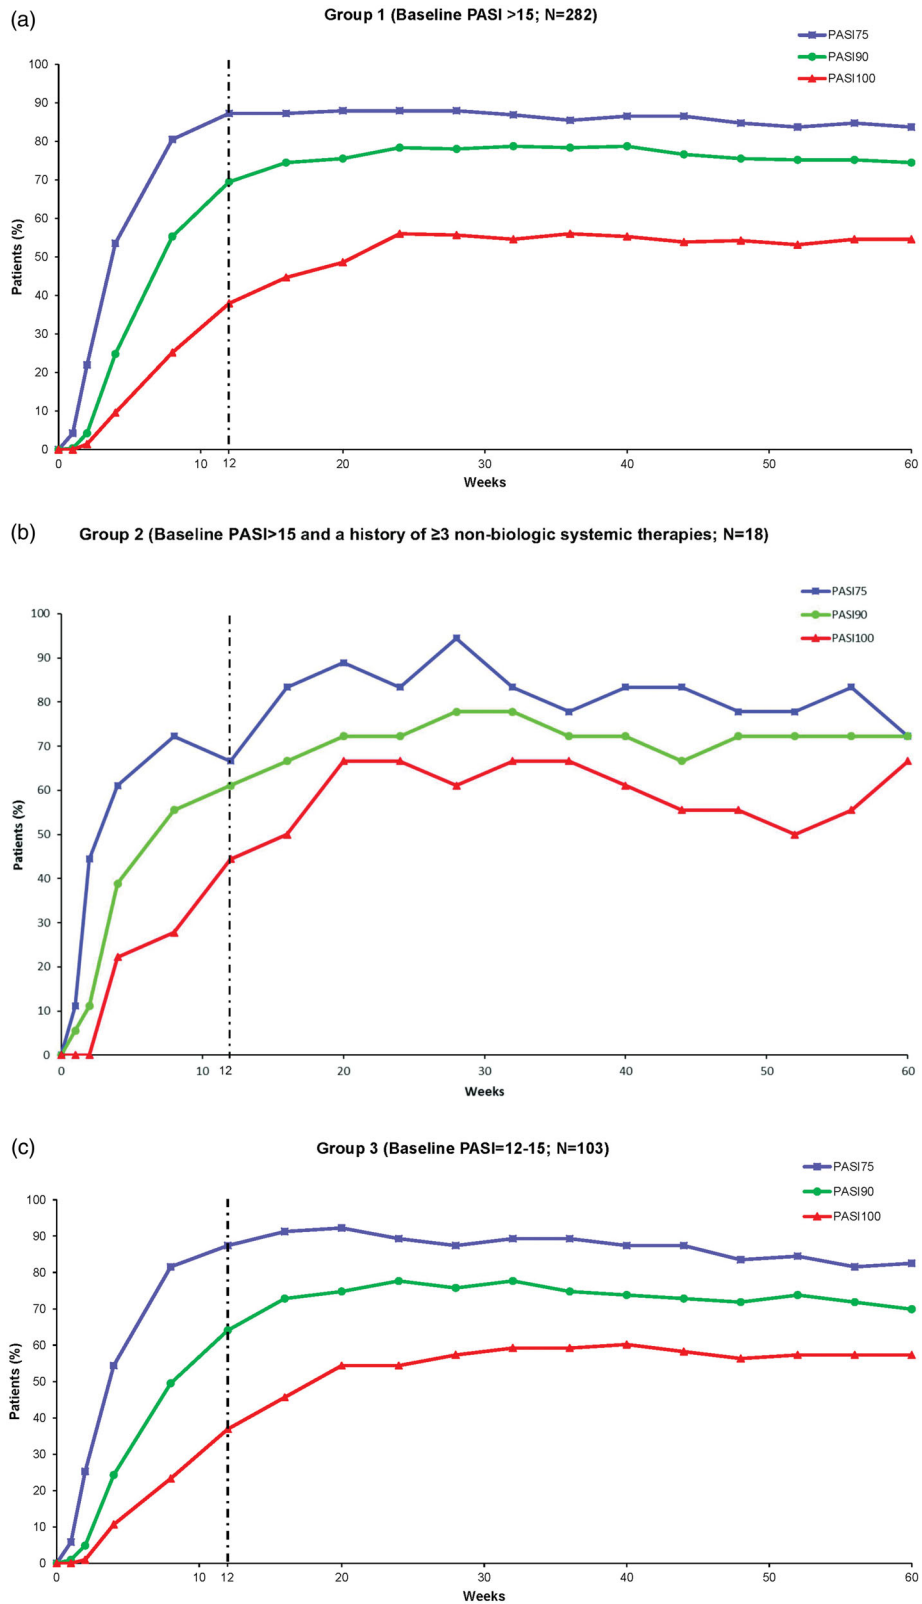 (a)
Group 1 (Baseline PASI >15; N=282)
PASI75
PASI90
PASI100
100
90
80
70
60
50
40
30
20
10
0
Patients (%)
0 10 12 20 30 40 50 60
Weeks
(b)
Group 2 (Baseline PASI>15 and a history of ≥3 non-biologic systemic therapies; N=18)
PASI75
PASI90
PASI100
100
90
80
70
60
50
40
30
20
10
0
Patients (%)
0 10 12 20 30 40 50 60
Weeks
(c)
Group 3 (Baseline PASI=12-15; N=103)
PASI75
PASI90
PASI100
100
90
80
70
60
50
40
30
20
10
0
Patients (%)
0 10 12 20 30 40 50 60
Weeks